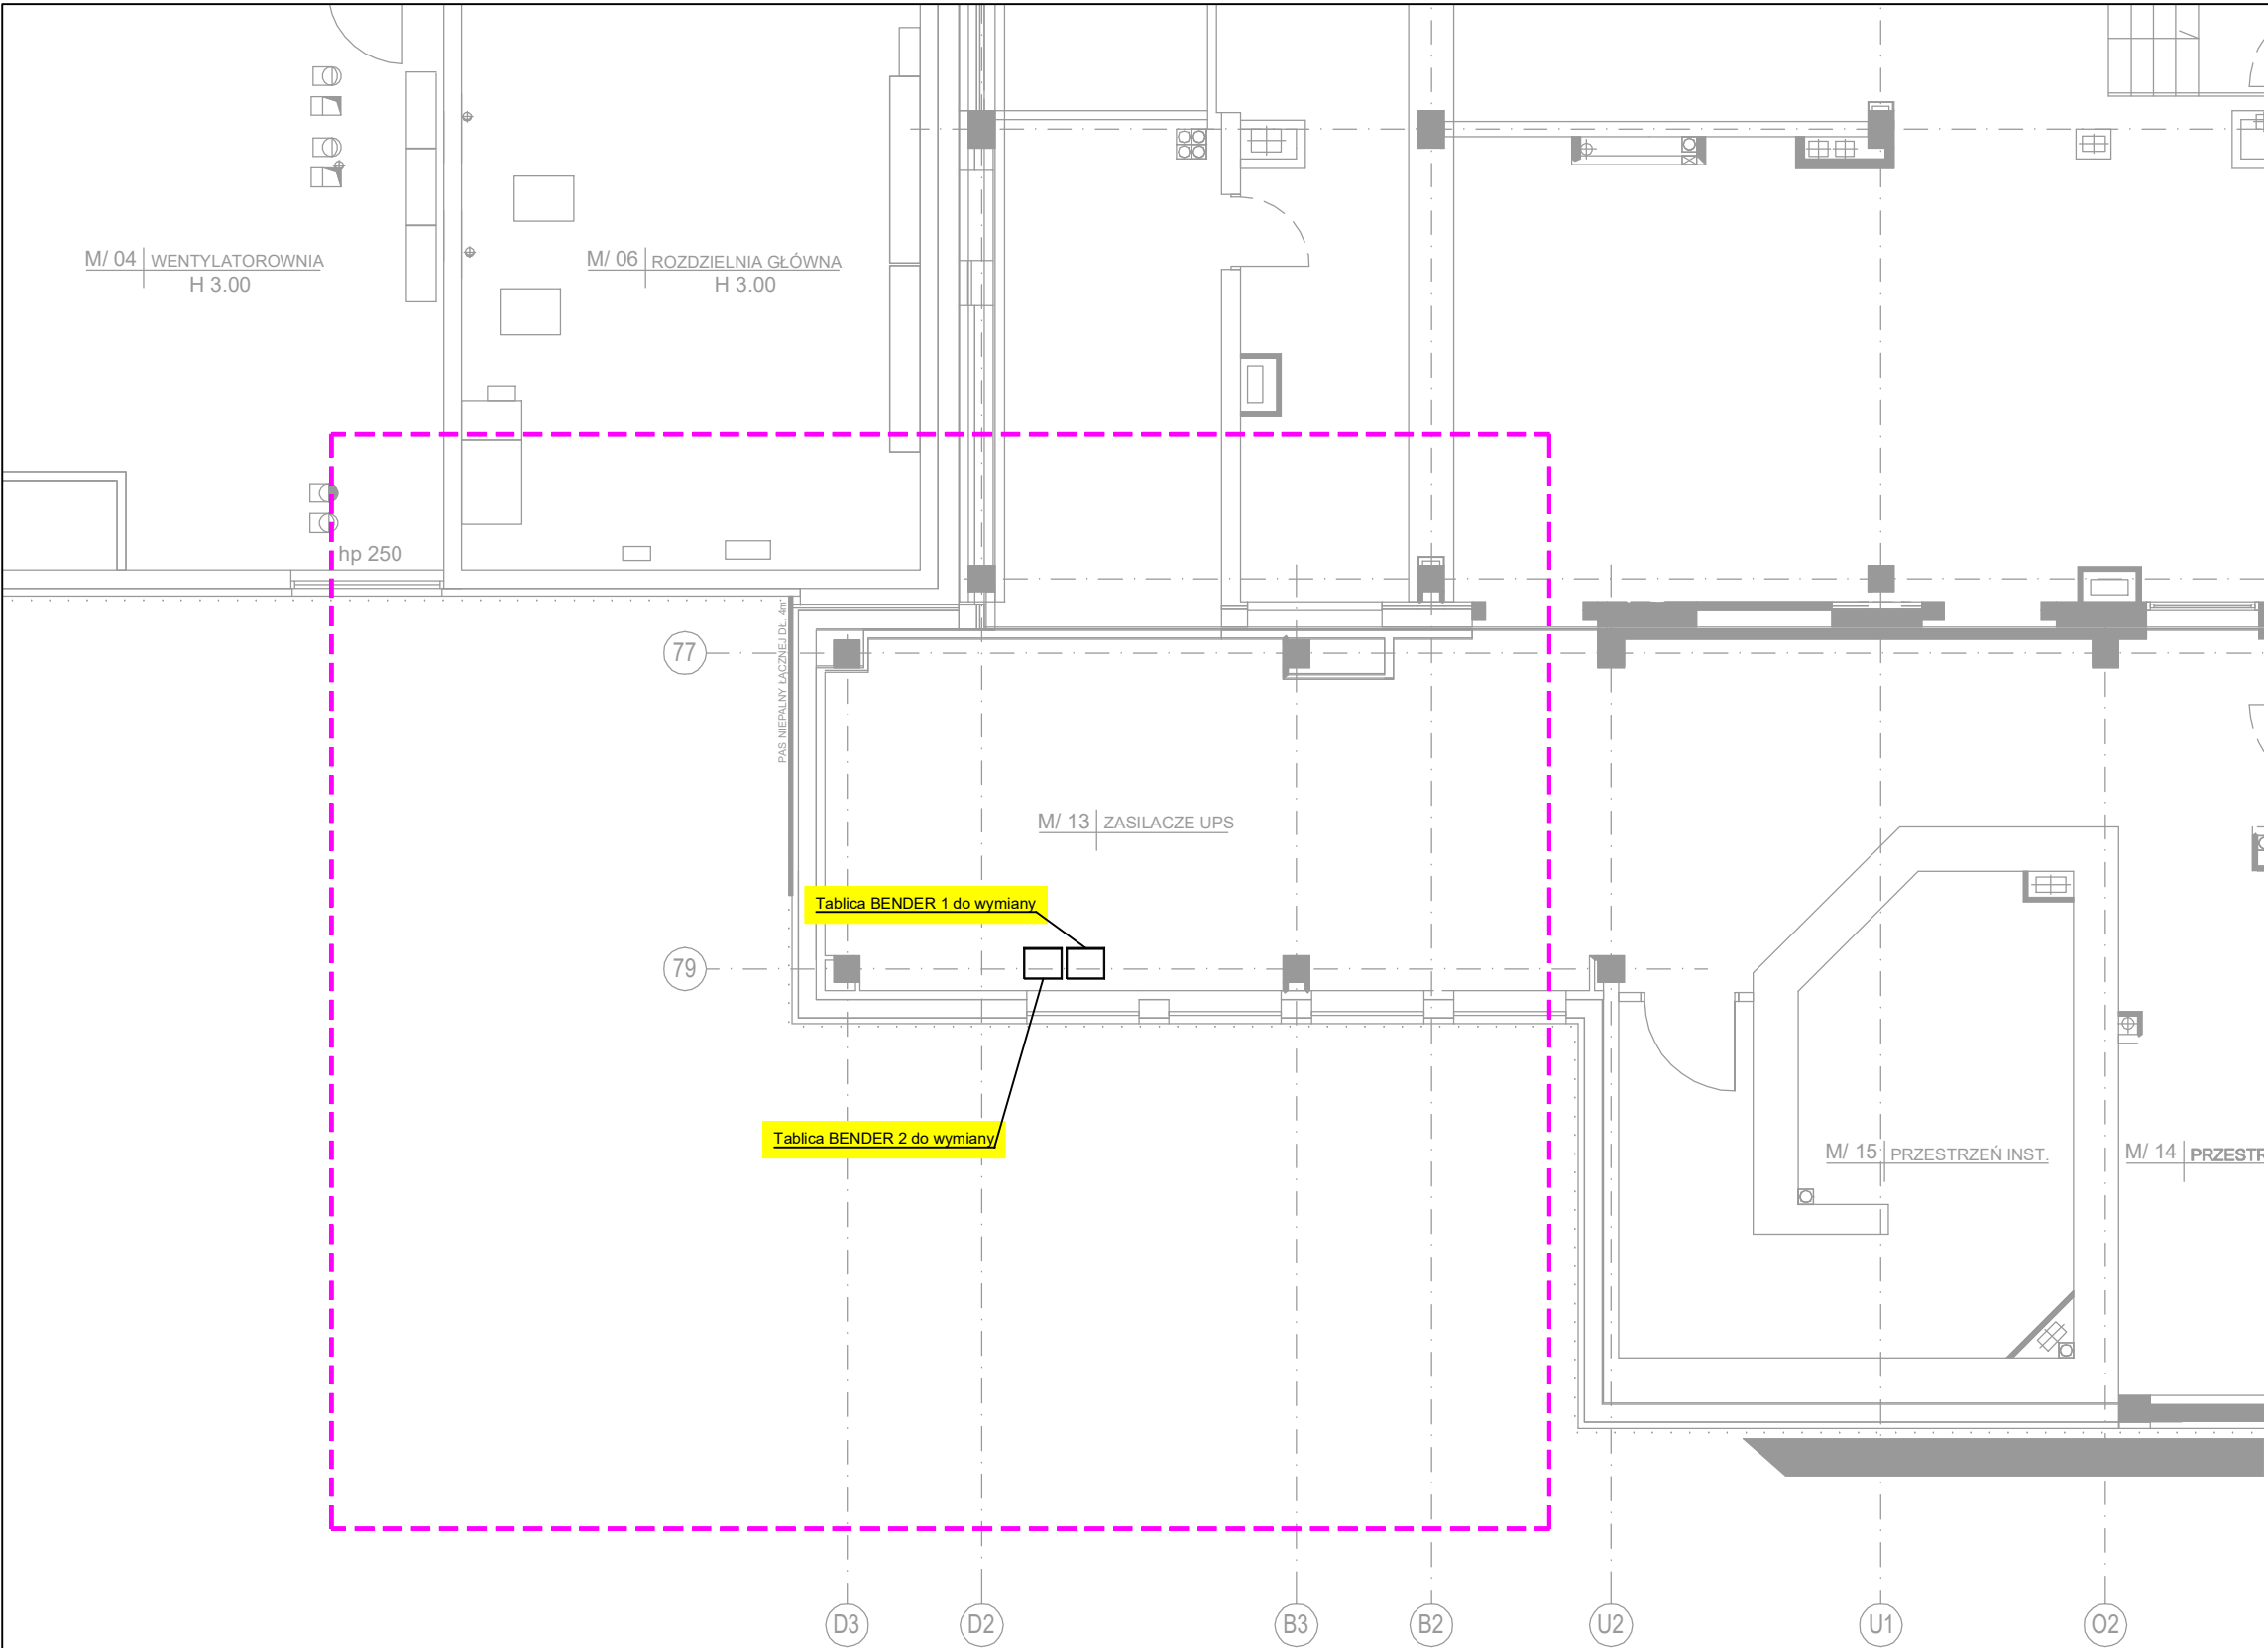 M/ 04 WENTYLATOROWNIA
H 3.00
M/ 06 ROZDZIELNIA GŁÓWNA
H 3.00
hp 250
PAS NIEPALNY ŁĄCZNEJ DŁ. 4m
77
M/ 13 ZASILACZE UPS
Tablica BENDER 1 do wymiany
79
Tablica BENDER 2 do wymiany
M/ 15 PRZESTRZEŃ INST.
M/ 14 PRZESTR
D3
D2
B3
B2
U2
U1
O2